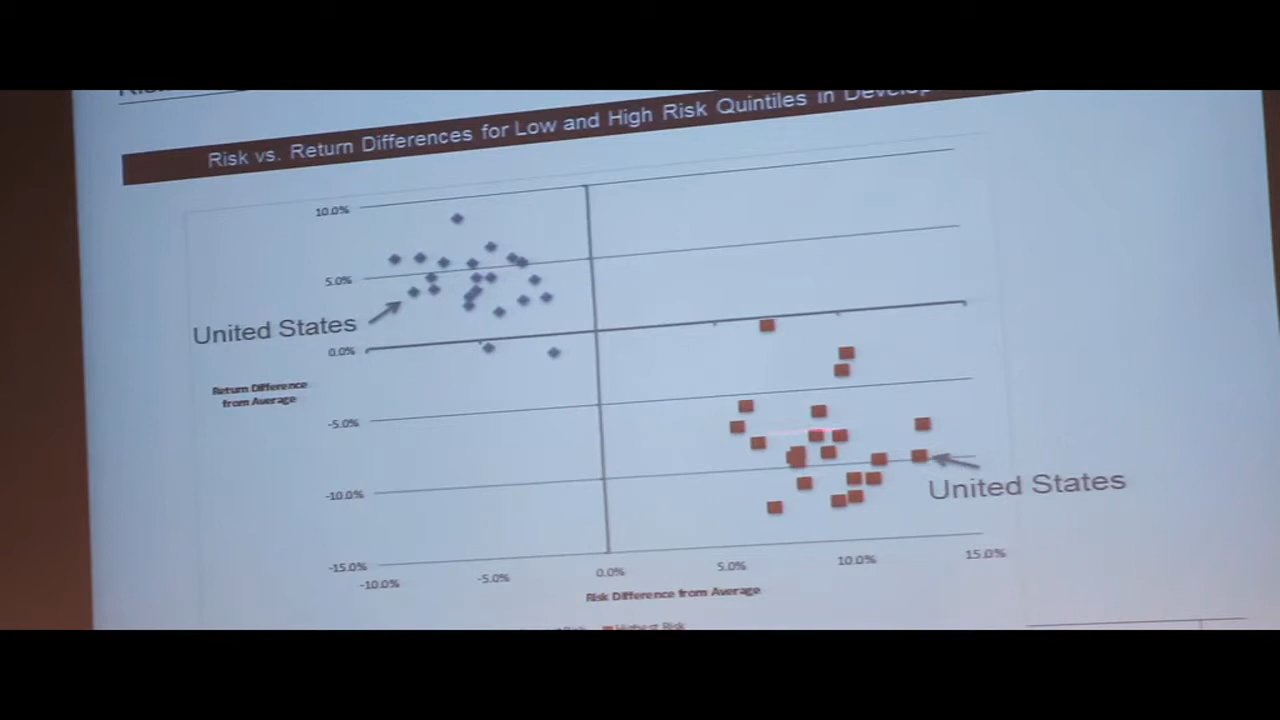 Risk vs. Return Differences for Low and High Risk Quintiles in
10.0%
5.0%
United States
0.0%
Return Difference
from Average
-5.0%
-10.0%
United States
-15.0%
-10.0%
-5.0%
0.0%
5.0%
10.0%
15.0%
Risk Difference from Average
Highest Risk